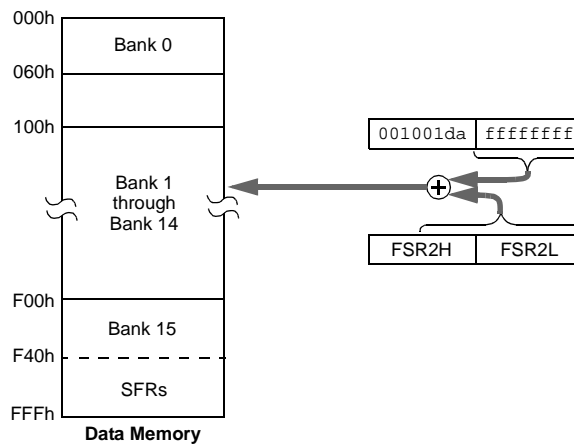 000h
Bank 0
060h
100h
001001da ffffffff
Bank 1
through
Bank 14
FSR2H FSR2L
F00h
Bank 15
F40h
SFRs
FFFh
Data Memory